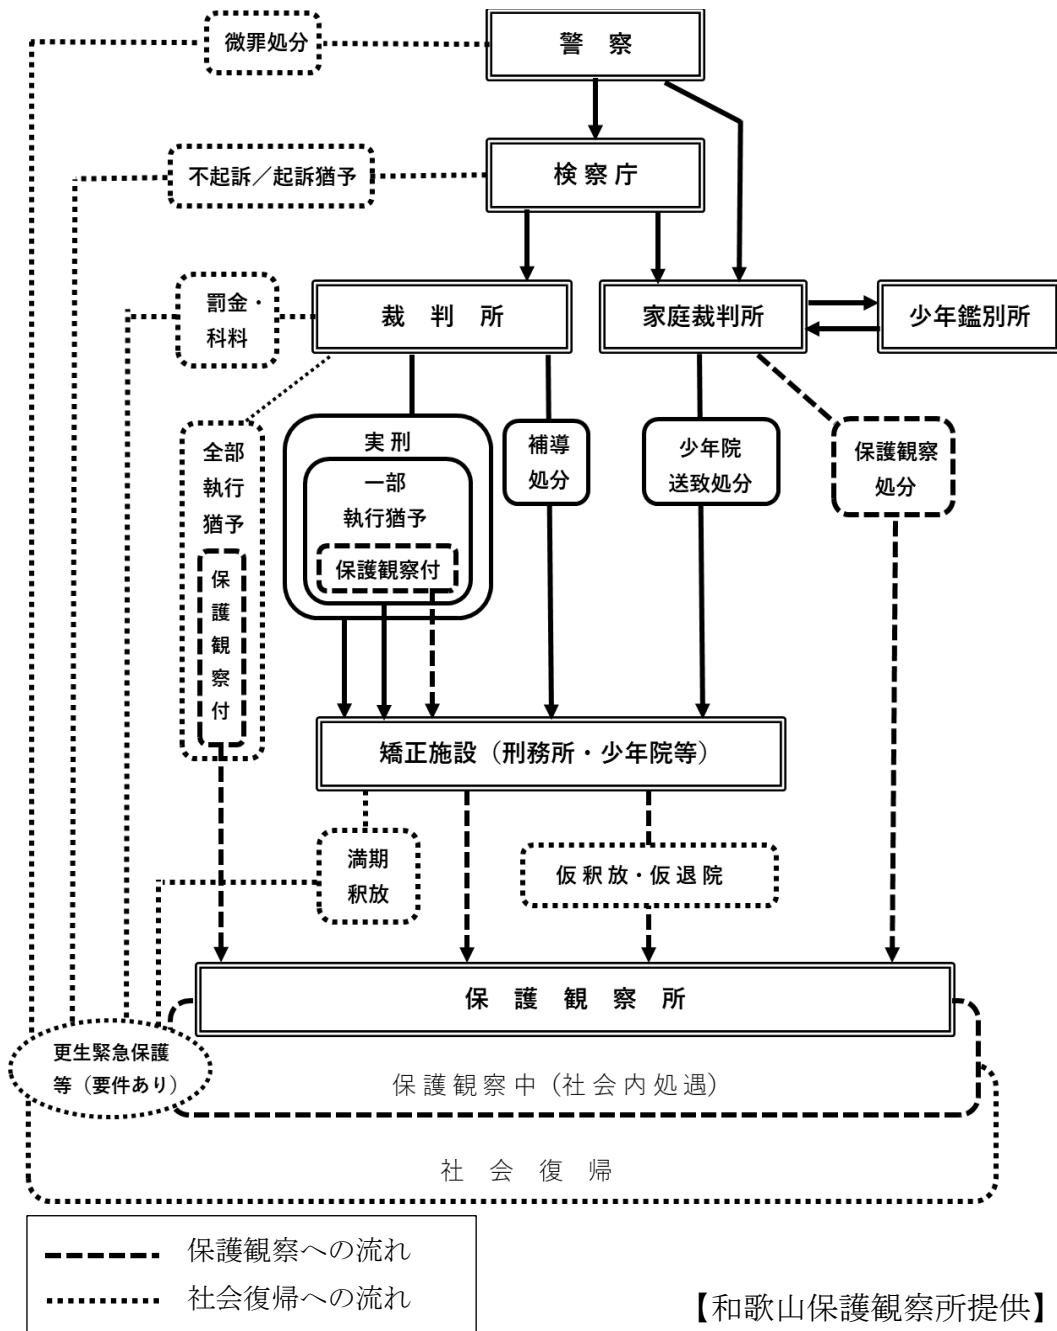 微罪処分
警　察
不起訴／起訴猶予
検 察 庁
罰金・
科料
裁　判　所
家庭裁判所
少年鑑別所
全部
執行
猶予
保
護
観
察
付
実 刑
一部
執行猶予
保護観察付
補導
処分
少年院
送致処分
保護観察
処分
矯正施設（刑務所・少年院等）
満期
釈放
仮 釈 放・仮 退 院
保　護　観　察　所
更生緊急保護
等（要件あり）
保 護 観 察 中（社 会 内 処 遇）
社　会　復　帰
保護観察への流れ
社会復帰への流れ
【和歌山保護観察所提供】